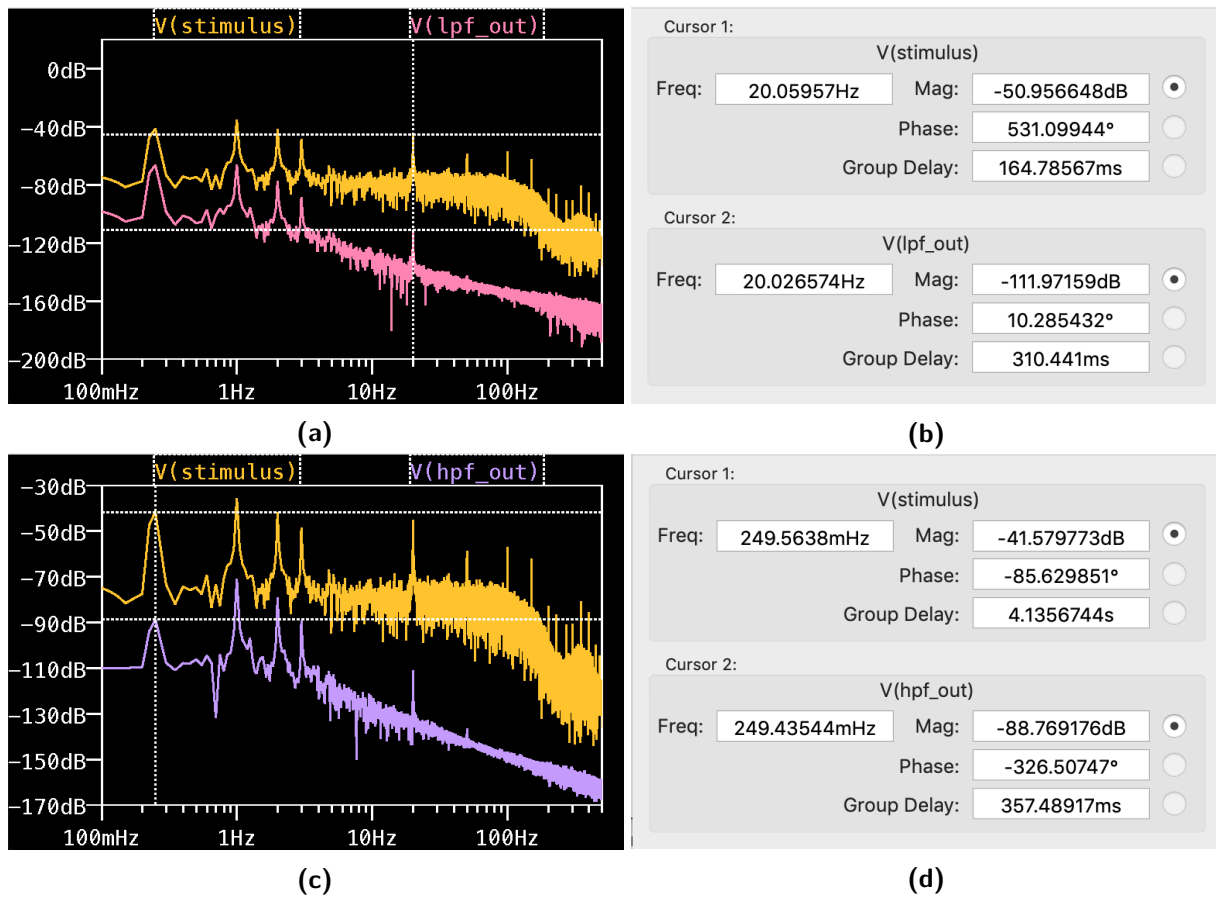 V(stimulus) V(lpf_out)
0dB
-40dB
-80dB
-120dB
-160dB
-200dB
100mHz 1Hz 10Hz 100Hz
(a)
Cursor 1:
V(stimulus)
Freq: 20.05957Hz Mag: -50.956648dB
Phase: 531.09944°
Group Delay: 164.78567ms
Cursor 2:
V(lpf_out)
Freq: 20.026574Hz Mag: -111.97159dB
Phase: 10.285432°
Group Delay: 310.441ms
(b)
V(stimulus) V(hpf_out)
-30dB
-50dB
-70dB
-90dB
-110dB
-130dB
-150dB
-170dB
100mHz 1Hz 10Hz 100Hz
(c)
Cursor 1:
V(stimulus)
Freq: 249.5638mHz Mag: -41.579773dB
Phase: -85.629851°
Group Delay: 4.1356744s
Cursor 2:
V(hpf_out)
Freq: 249.43544mHz Mag: -88.769176dB
Phase: -326.50747°
Group Delay: 357.48917ms
(d)